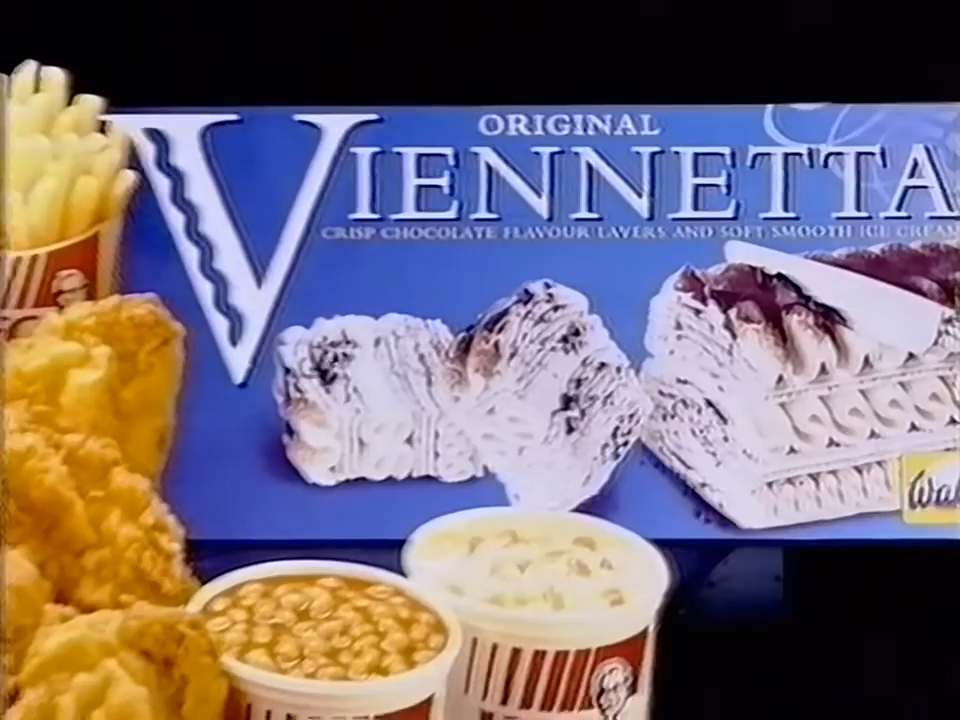 ORIGINAL
VIENNETTA
CRISP CHOCOLATE FLAVOUR LAYERS AND SOFT, SMOOTH ICE CREAM